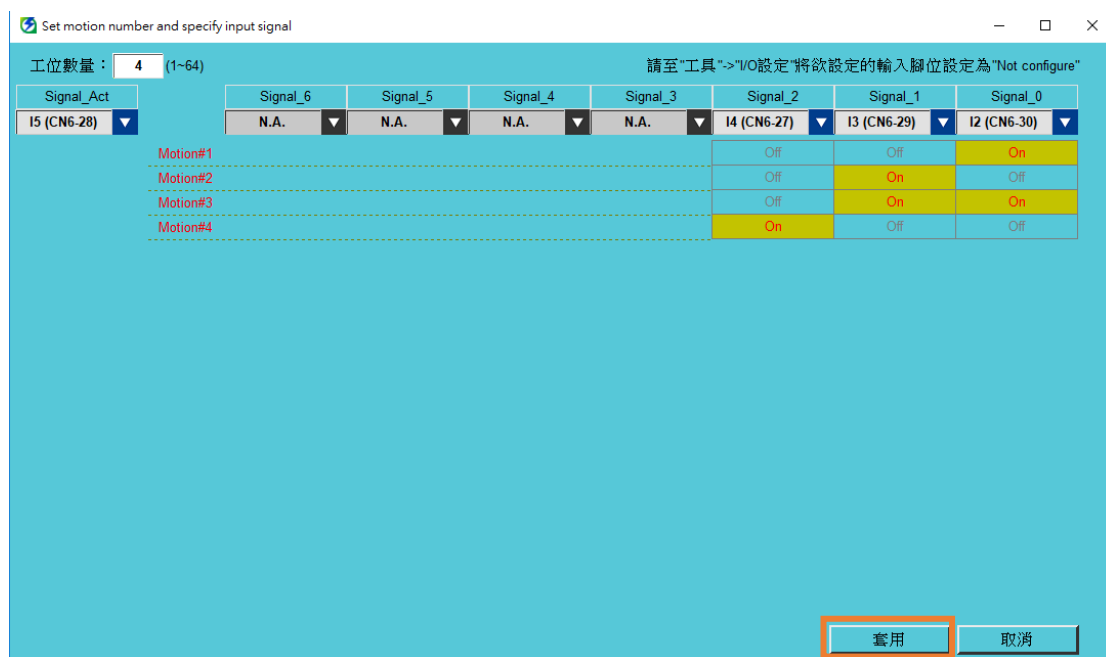 Set motion number and specify input signal
工位數量： 4 (1~64) 請至"工具"->"I/O設定"將欲設定的輸入腳位設定為"Not configure"
Signal_Act Signal_6 Signal_5 Signal_4 Signal_3 Signal_2 Signal_1 Signal_0
I5 (CN6-28) N.A. N.A. N.A. N.A. I4 (CN6-27) I3 (CN6-29) I2 (CN6-30)
Motion#1 Off Off On
Motion#2 Off On Off
Motion#3 Off On On
Motion#4 On Off Off
套用 取消